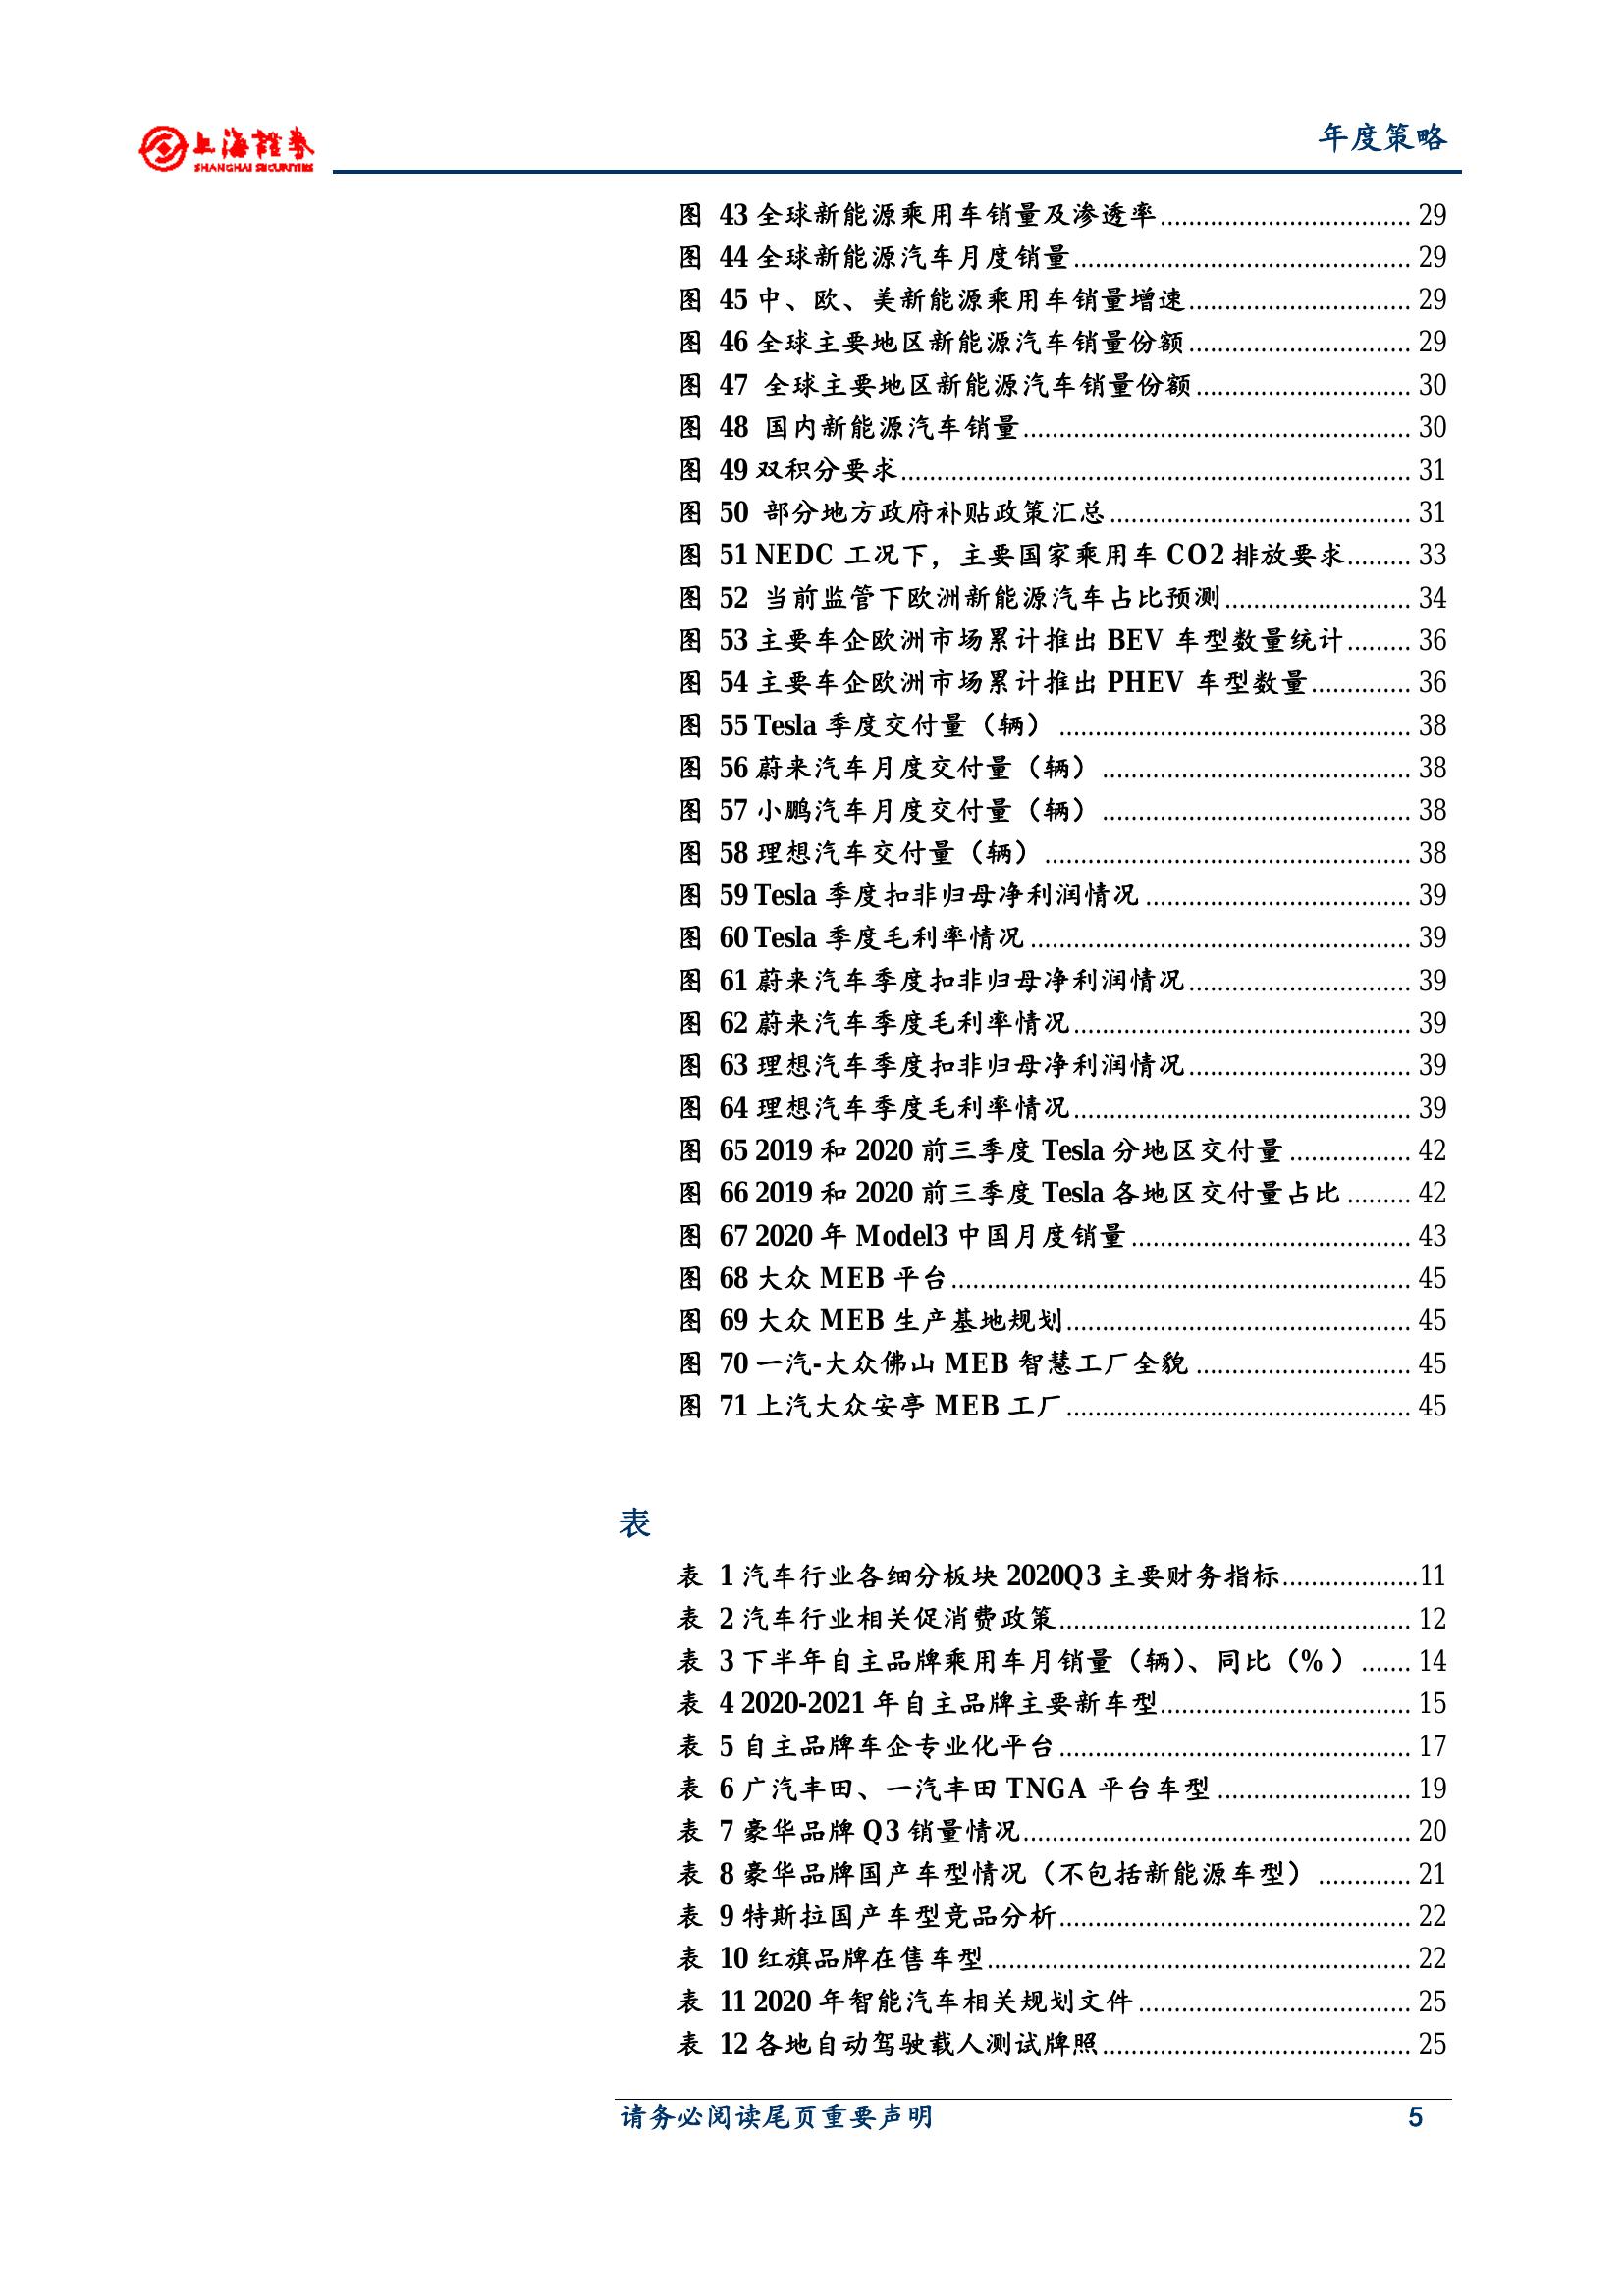 上海證券
SHANGHAI SECURITIES
年度策略
图 43 全球新能源乘用车销量及渗透率................................... 29
图 44 全球新能源汽车月度销量............................................... 29
图 45 中、欧、美新能源乘用车销量增速............................... 29
图 46 全球主要地区新能源汽车销量份额............................... 29
图 47 全球主要地区新能源汽车销量份额.............................. 30
图 48 国内新能源汽车销量...................................................... 30
图 49 双积分要求....................................................................... 31
图 50 部分地方政府补贴政策汇总.......................................... 31
图 51 NEDC 工况下，主要国家乘用车 CO2 排放要求......... 33
图 52 当前监管下欧洲新能源汽车占比预测.......................... 34
图 53 主要车企欧洲市场累计推出 BEV 车型数量统计......... 36
图 54 主要车企欧洲市场累计推出 PHEV 车型数量.............. 36
图 55 Tesla 季度交付量（辆）................................................. 38
图 56 蔚来汽车月度交付量（辆）........................................... 38
图 57 小鹏汽车月度交付量（辆）........................................... 38
图 58 理想汽车交付量（辆）................................................... 38
图 59 Tesla 季度扣非归母净利润情况..................................... 39
图 60 Tesla 季度毛利率情况..................................................... 39
图 61 蔚来汽车季度扣非归母净利润情况............................... 39
图 62 蔚来汽车季度毛利率情况............................................... 39
图 63 理想汽车季度扣非归母净利润情况............................... 39
图 64 理想汽车季度毛利率情况............................................... 39
图 65 2019 和 2020 前三季度 Tesla 分地区交付量................. 42
图 66 2019 和 2020 前三季度 Tesla 各地区交付量占比......... 42
图 67 2020 年 Model3 中国月度销量....................................... 43
图 68 大众 MEB 平台................................................................ 45
图 69 大众 MEB 生产基地规划................................................ 45
图 70 一汽-大众佛山 MEB 智慧工厂全貌.............................. 45
图 71 上汽大众安亭 MEB 工厂................................................ 45
表
表 1 汽车行业各细分板块 2020Q3 主要财务指标...................11
表 2 汽车行业相关促消费政策................................................. 12
表 3 下半年自主品牌乘用车月销量（辆）、同比（%）....... 14
表 4 2020-2021 年自主品牌主要新车型................................... 15
表 5 自主品牌车企专业化平台................................................. 17
表 6 广汽丰田、一汽丰田 TNGA 平台车型........................... 19
表 7 豪华品牌 Q3 销量情况...................................................... 20
表 8 豪华品牌国产车型情况（不包括新能源车型）............. 21
表 9 特斯拉国产车型竞品分析................................................. 22
表 10 红旗品牌在售车型........................................................... 22
表 11 2020 年智能汽车相关规划文件...................................... 25
表 12 各地自动驾驶载人测试牌照........................................... 25
请务必阅读尾页重要声明 5